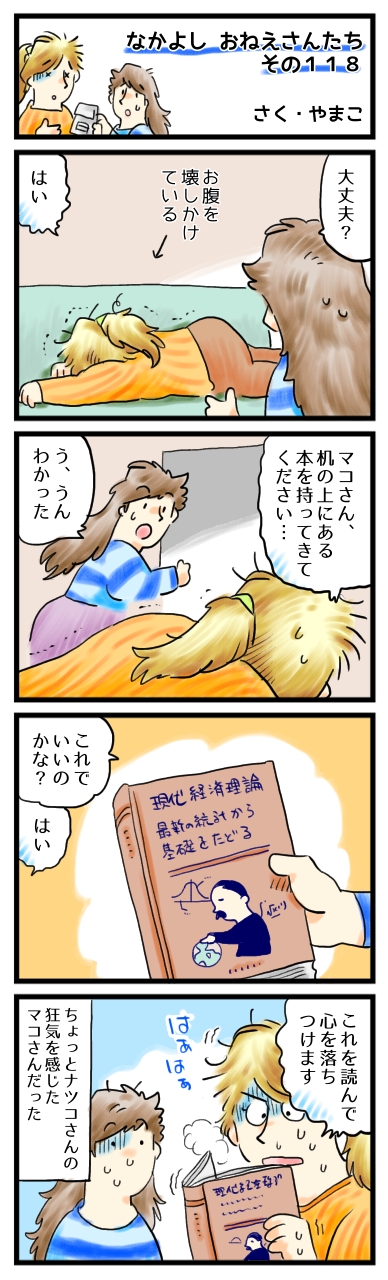 なかよし おねえさんたち
その１１８
さく・やまこ
大丈夫？
お腹を
壊しかけ
ている
はい
マコさん、
机の上にある
本を持ってきて
ください…
う、うん
わかった
これで
いいの
かな？
はい
現代経済理論
最新の統計から
基礎をたどる
これを読んで
心を落ち
つけます
はぁはぁ
ちょっとナツコさんの
狂気を感じた
マコさんだった